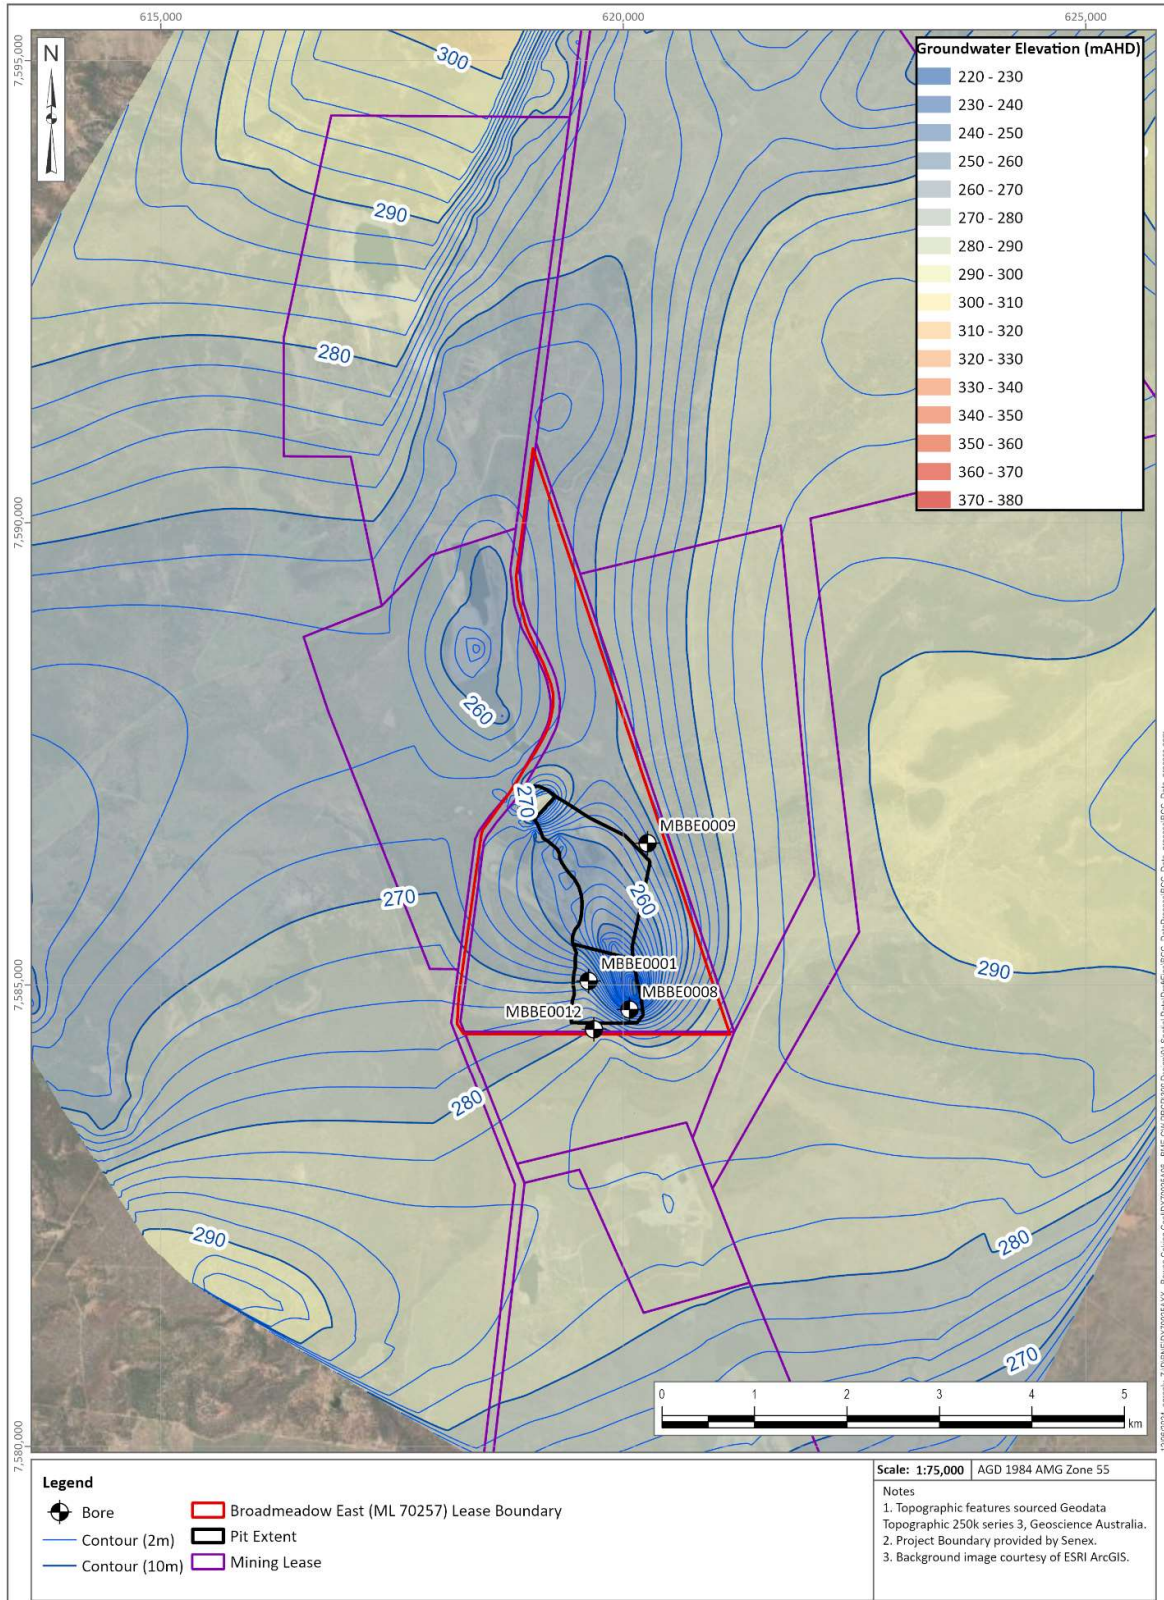 615,000
620,000
625,000
7,595,000
7,590,000
7,585,000
7,580,000
N
Groundwater Elevation (mAHD)
220 - 230
230 - 240
240 - 250
250 - 260
260 - 270
270 - 280
280 - 290
290 - 300
300 - 310
310 - 320
320 - 330
330 - 340
340 - 350
350 - 360
360 - 370
370 - 380
300
290
280
260
270
MBBE0009
260
270
MBBE0001
290
MBBE0008
MBBE0012
280
290
280
270
0 1 2 3 4 5
km
Legend
Bore
Contour (2m)
Contour (10m)
Broadmeadow East (ML 70257) Lease Boundary
Pit Extent
Mining Lease
Scale: 1:75,000 AGD 1984 AMG Zone 55
Notes
1. Topographic features sourced Geodata
Topographic 250k series 3, Geoscience Australia.
2. Project Boundary provided by Senex.
3. Background image courtesy of ESRI ArcGIS.